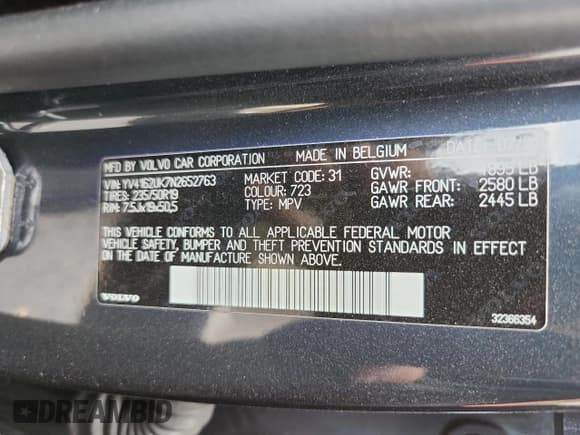 MFD BY VOLVO CAR CORPORATION MADE IN BELGIUM
VIN: YV4162UK7N2652763 MARKET CODE: 31 GVWR: LB
TIRES: 235/50R19 COLOUR: 723 GAWR FRONT: 2580 LB
RIM: 7.5Jx19x50,5 TYPE: MPV GAWR REAR: 2445 LB
THIS VEHICLE CONFORMS TO ALL APPLICABLE FEDERAL MOTOR
VEHICLE SAFETY, BUMPER AND THEFT PREVENTION STANDARDS IN EFFECT
ON THE DATE OF MANUFACTURE SHOWN ABOVE.
VOLVO
32366354
DREAMBID